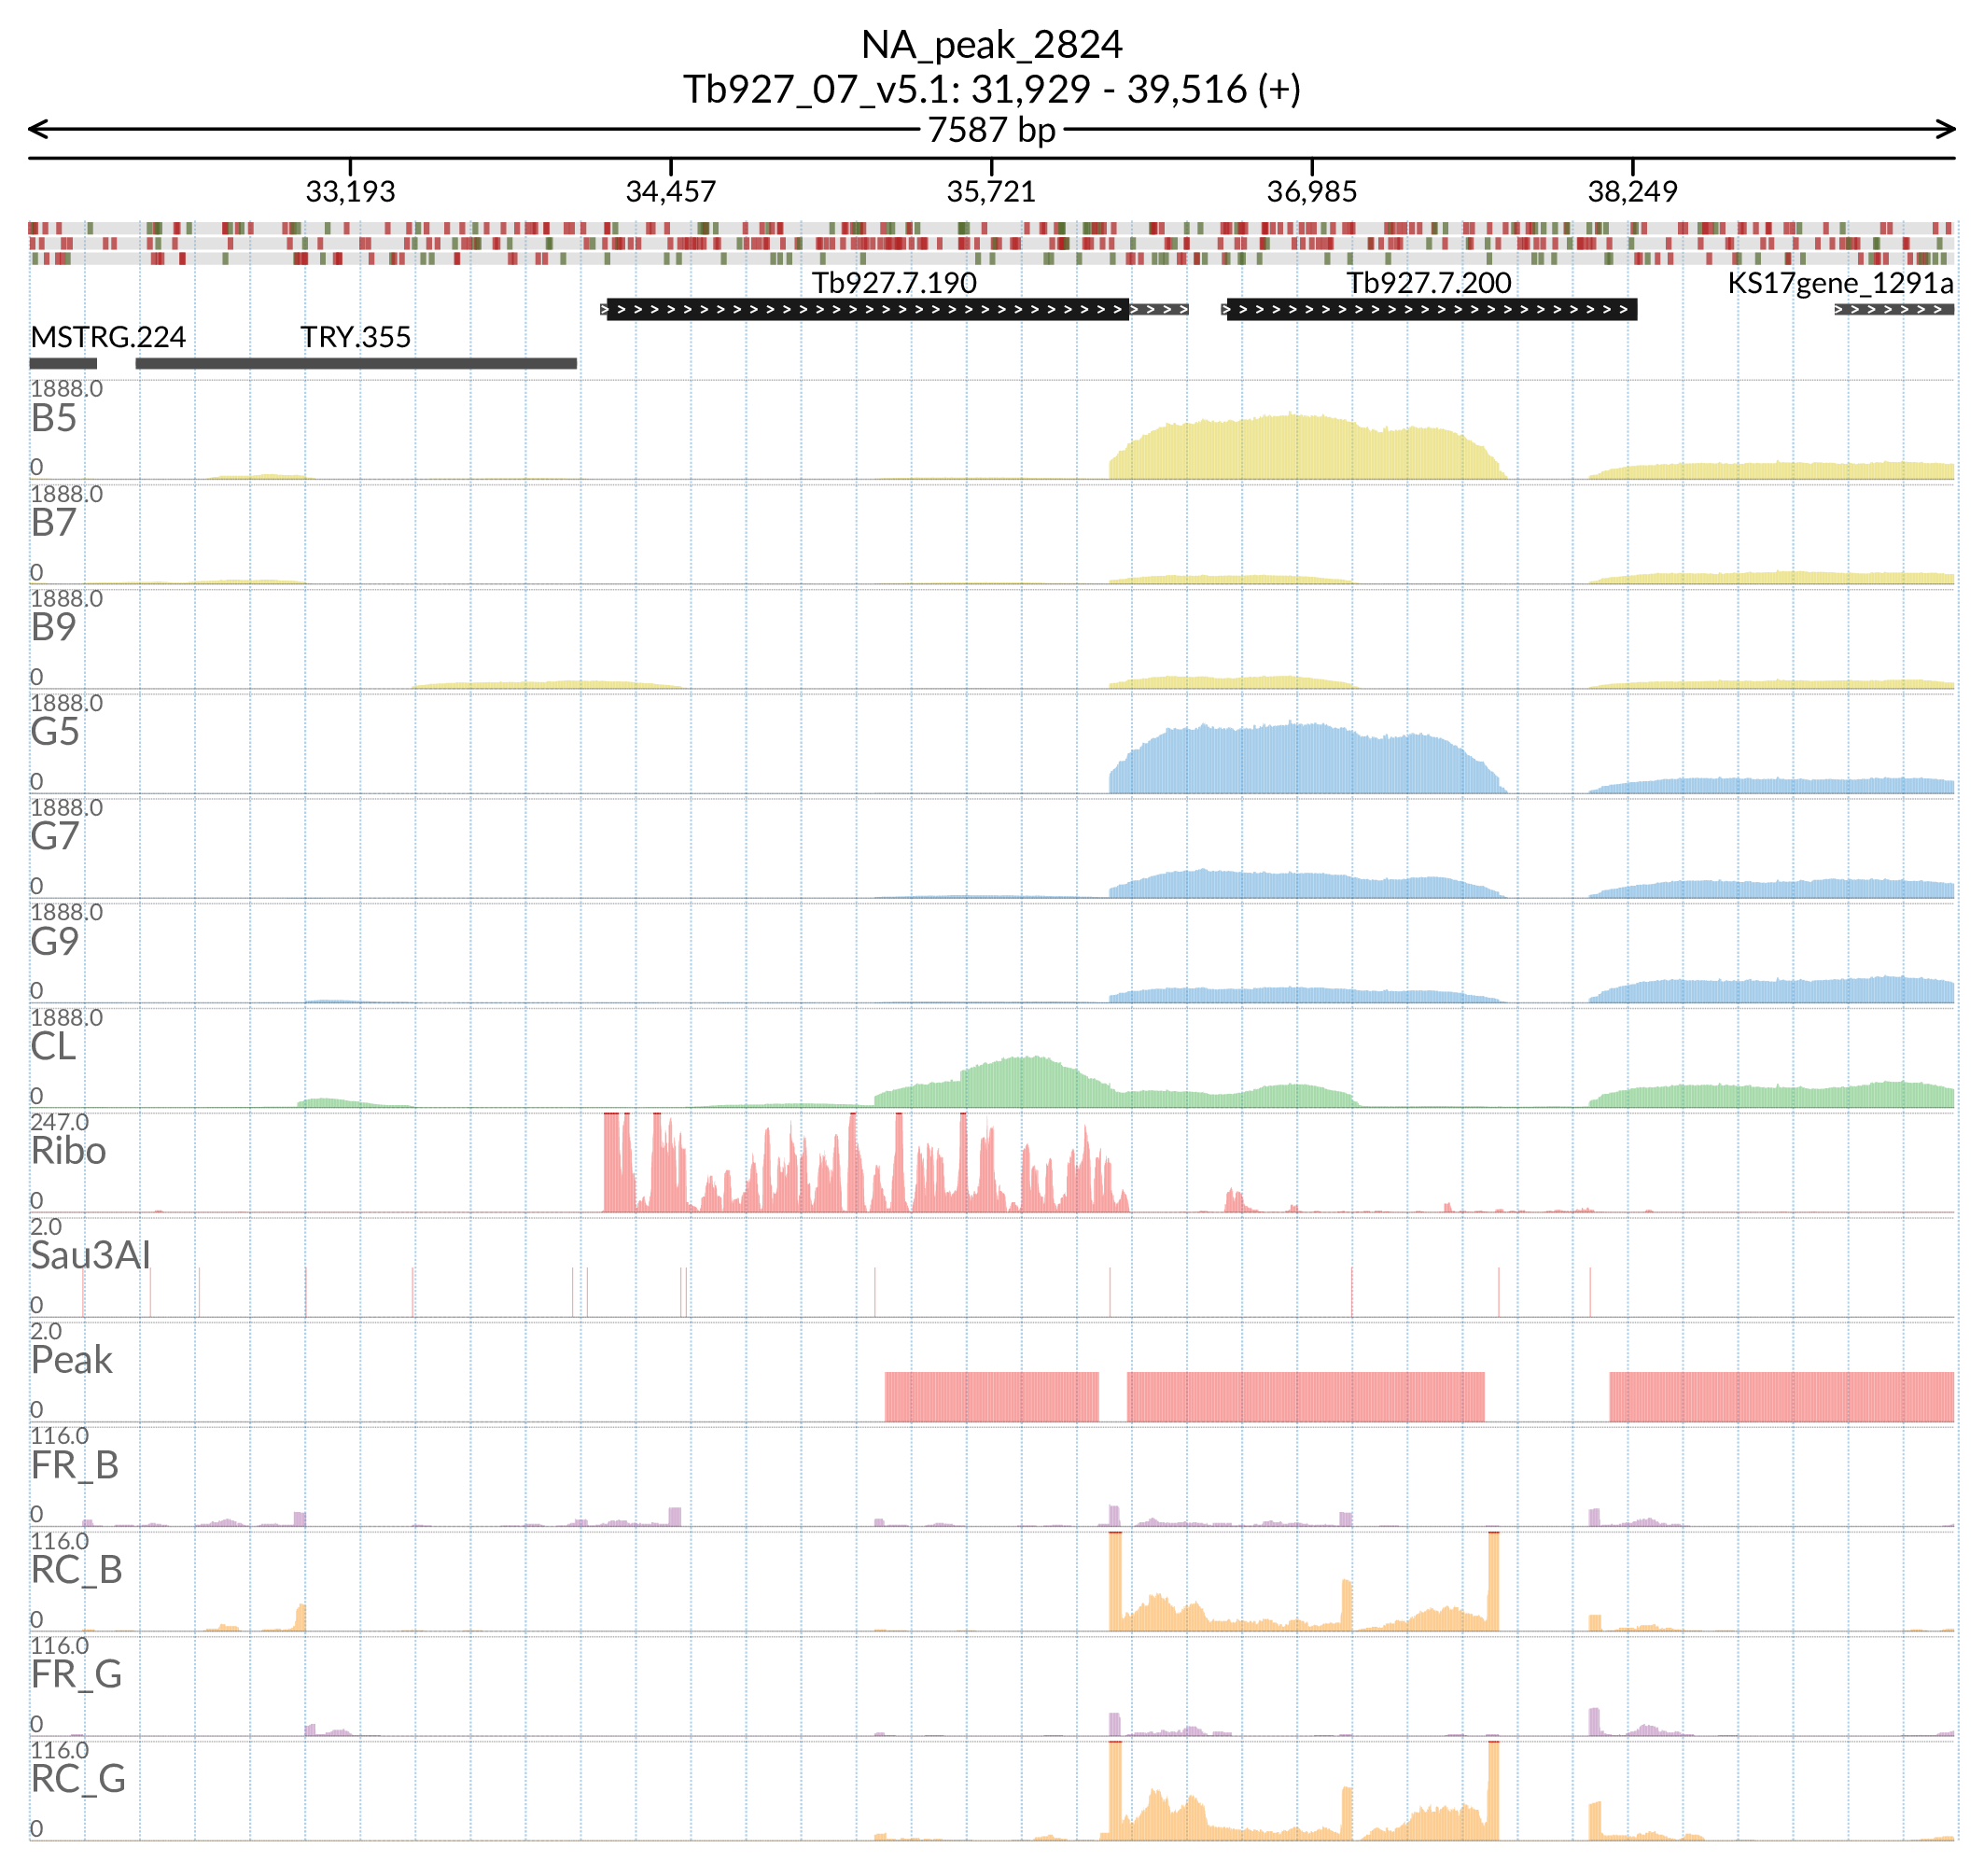 NA_peak_2824
Tb927_07_v5.1: 31,929 - 39,516 (+)
7587 bp
33,193 34,457 35,721 36,985 38,249
Tb927.7.190 Tb927.7.200 KS17gene_1291a
MSTRG.224 TRY.355
1888.0
B5
0
1888.0
B7
0
1888.0
B9
0
1888.0
G5
0
1888.0
G7
0
1888.0
G9
0
1888.0
CL
0
247.0
Ribo
0
2.0
Sau3AI
0
2.0
Peak
0
116.0
FR_B
0
116.0
RC_B
0
116.0
FR_G
0
116.0
RC_G
0